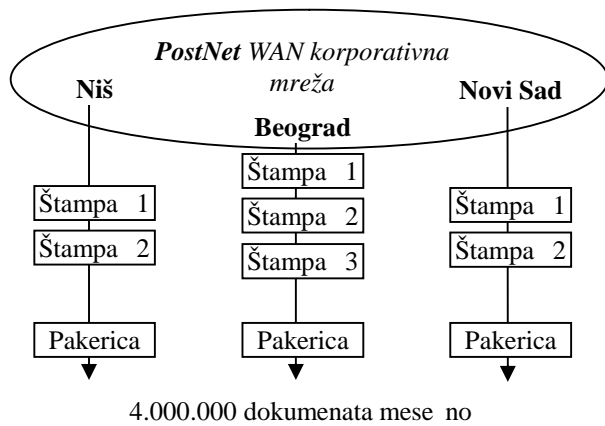 PostNet WAN korporativna
mreža
Niš
Beograd
Novi Sad
Štampa 1
Štampa 2
Pakerica
Štampa 1
Štampa 2
Štampa 3
Pakerica
Štampa 1
Štampa 2
Pakerica
4.000.000 dokumenata mese no